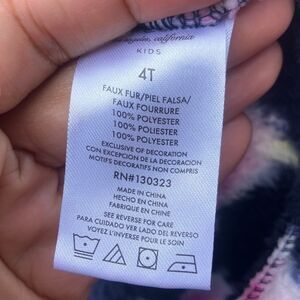 california
KIDS
4T
FAUX FUR/PIEL FALSA/
FAUX FOURRURE
100% POLYESTER
100% POLIESTER
100% POLYESTER
EXCLUSIVE OF DECORATION
CON EXCEPCION DE LA DECORACION
MOTIFS DECORATIFS NON COMPRIS
RN#130323
MADE IN CHINA
HECHO EN CHINA
FABRIQUE EN CHINE
SEE REVERSE FOR CARE
PARA CUIDADO VER LADO DEL REVERSO
VOYEZ L'INVERSE POUR LE SOIN